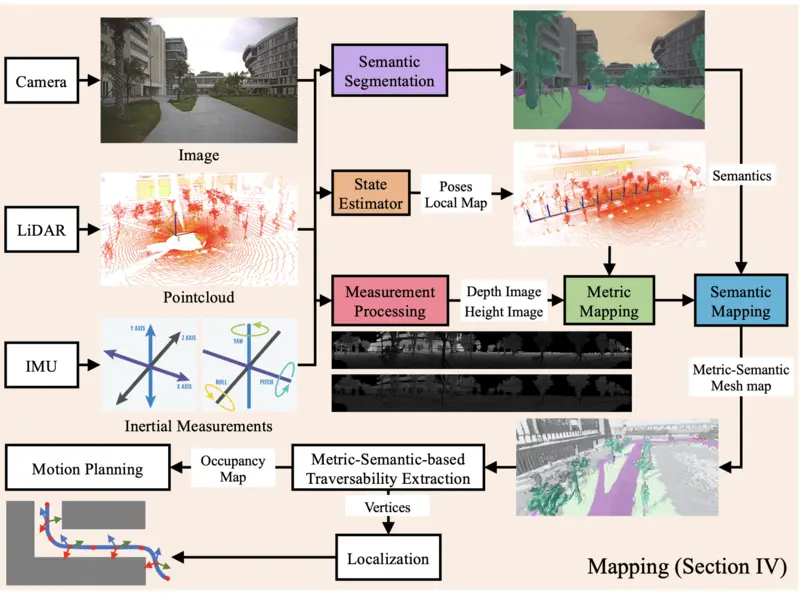 Camera
Image
LiDAR
Pointcloud
IMU
Y AXIS
Z AXIS
X AXIS
YAW
ROLL
PITCH
Inertial Measurements
Semantic
Segmentation
State
Estimator
Poses
Local Map
Semantics
Measurement
Processing
Depth Image
Height Image
Metric
Mapping
Semantic
Mapping
Metric-Semantic
Mesh map
Motion Planning
Occupancy
Map
Metric-Semantic-based
Traversability Extraction
Vertices
Localization
Mapping (Section IV)